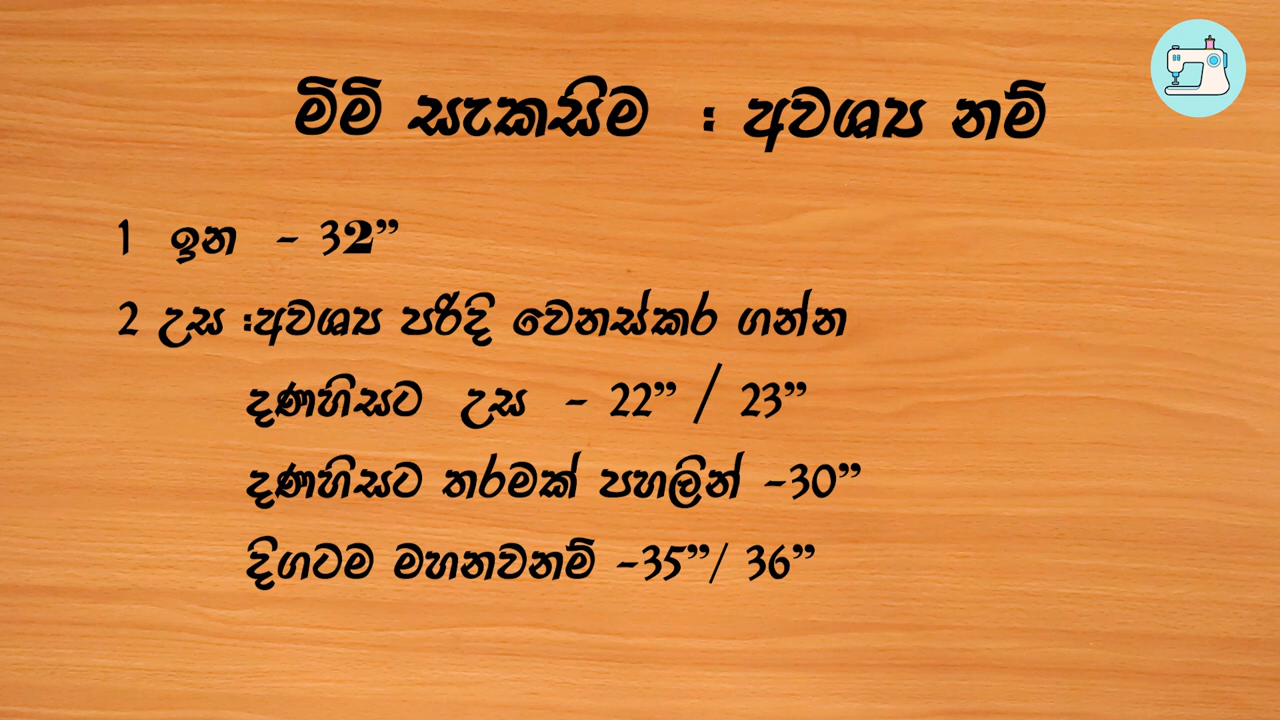 මිමි සැකසිම : අවශ්‍ය නම්
1 ඉන - 32”
2 උස :අවශ්‍ය පරිදි වෙනස්කර ගන්න
දණහිසට උස - 22” / 23”
දණහිසට තරමක් පහලින් -30”
දිගටම මහනවනම් -35”/ 36”